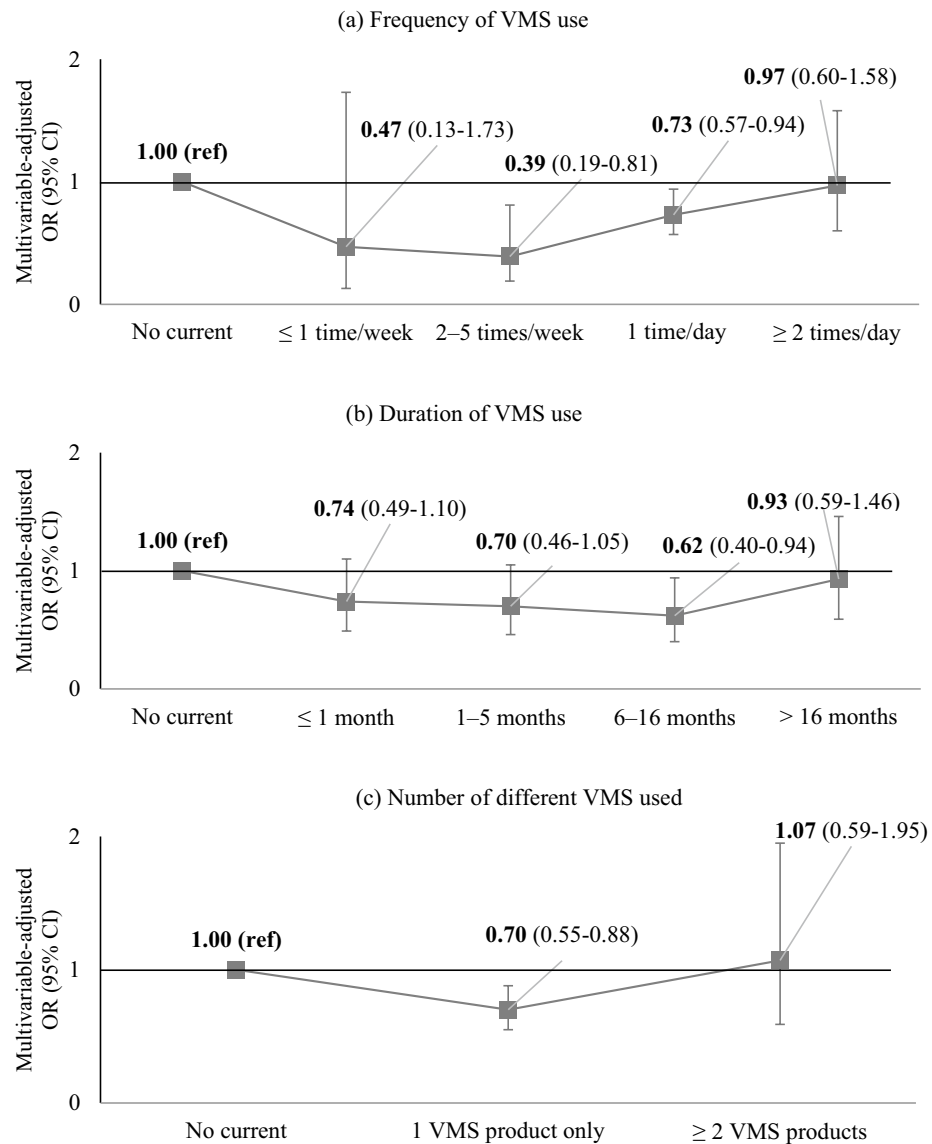 (a) Frequency of VMS use
Multivariable-adjusted
OR (95% CI)
2
1
0
1.00 (ref)
0.47 (0.13-1.73)
0.39 (0.19-0.81)
0.73 (0.57-0.94)
0.97 (0.60-1.58)
No current
≤ 1 time/week
2–5 times/week
1 time/day
≥ 2 times/day
(b) Duration of VMS use
Multivariable-adjusted
OR (95% CI)
2
1
0
1.00 (ref)
0.74 (0.49-1.10)
0.70 (0.46-1.05)
0.62 (0.40-0.94)
0.93 (0.59-1.46)
No current
≤ 1 month
1–5 months
6–16 months
> 16 months
(c) Number of different VMS used
Multivariable-adjusted
OR (95% CI)
2
1
0
1.00 (ref)
0.70 (0.55-0.88)
1.07 (0.59-1.95)
No current
1 VMS product only
≥ 2 VMS products